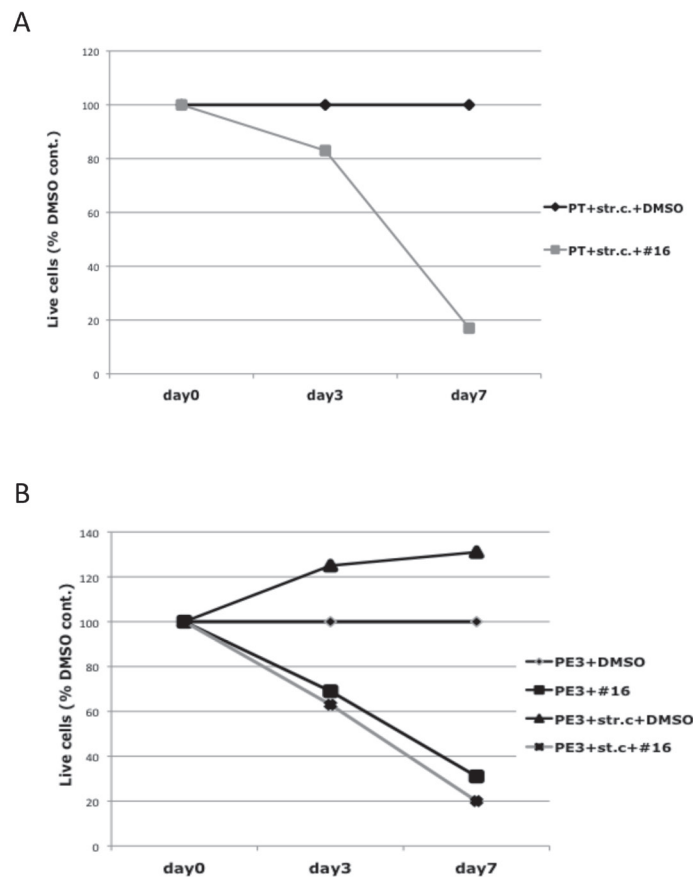 A
Live cells (% DMSO cont.)
120
100
80
60
40
20
0
day0
day3
day7
PT+str.c.+DMSO
PT+str.c.+#16
B
Live cells (% DMSO cont.)
140
120
100
80
60
40
20
0
day0
day3
day7
PE3+DMSO
PE3+#16
PE3+str.c+DMSO
PE3+st.c+#16